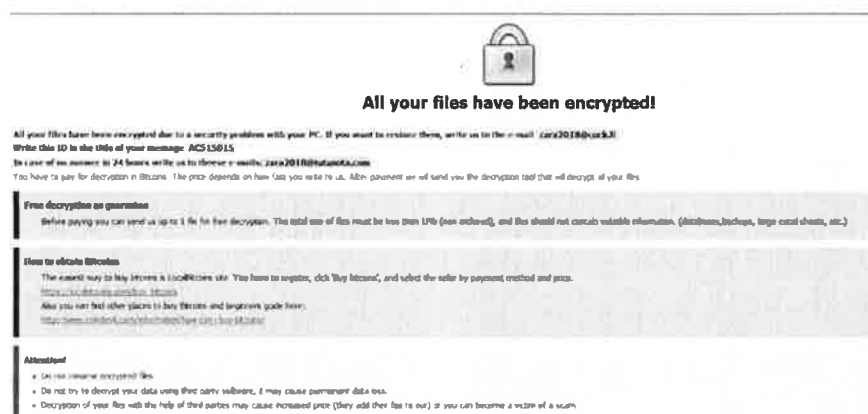 All your files have been encrypted!
All your files have been encrypted due to a security problem with your PC. If you want to restore them, write us to the e-mail zara2018@cock.li
Write this ID in the title of your message AC515015
In case of no answer in 24 hours write us to theese e-mails: zara2018@tutanota.com
You have to pay for decryption in Bitcoins. The price depends on how fast you write to us. After payment we will send you the decryption tool that will decrypt all your files.
Free decryption as guarantee
Before paying you can send us up to 1 file for free decryption. The total size of files must be less than 1Mb (non archived), and files should not contain valuable information. (databases,backups, large excel sheets, etc.)
How to obtain Bitcoins
The easiest way to buy bitcoins is LocalBitcoins site. You have to register, click 'Buy bitcoins', and select the seller by payment method and price.
https://localbitcoins.com/buy_bitcoins
Also you can find other places to buy Bitcoins and beginners guide here:
Attention!
Do not rename encrypted files.
Do not try to decrypt your data using third party software, it may cause permanent data loss.
Decryption of your files with the help of third parties may cause increased price (they add their fee to our) or you can become a victim of a scam.